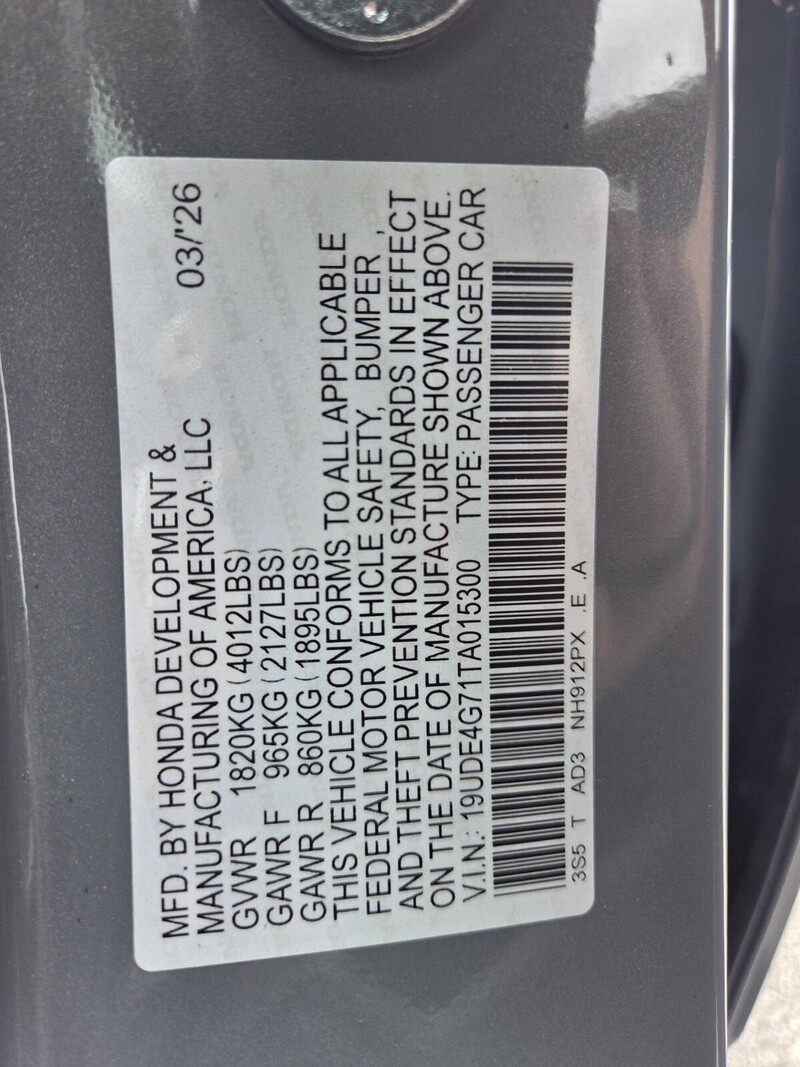 MFD. BY HONDA DEVELOPMENT &
MANUFACTURING OF AMERICA, LLC 03/'26
GVWR 1820KG (4012LBS)
GAWR F 965KG (2127LBS)
GAWR R 860KG (1895LBS)
THIS VEHICLE CONFORMS TO ALL APPLICABLE
FEDERAL MOTOR VEHICLE SAFETY, BUMPER ,
AND THEFT PREVENTION STANDARDS IN EFFECT
ON THE DATE OF MANUFACTURE SHOWN ABOVE.
V.I.N.: 19UDE4G71TA015300 TYPE: PASSENGER CAR
3S5 T AD3 NH912PX .E .A